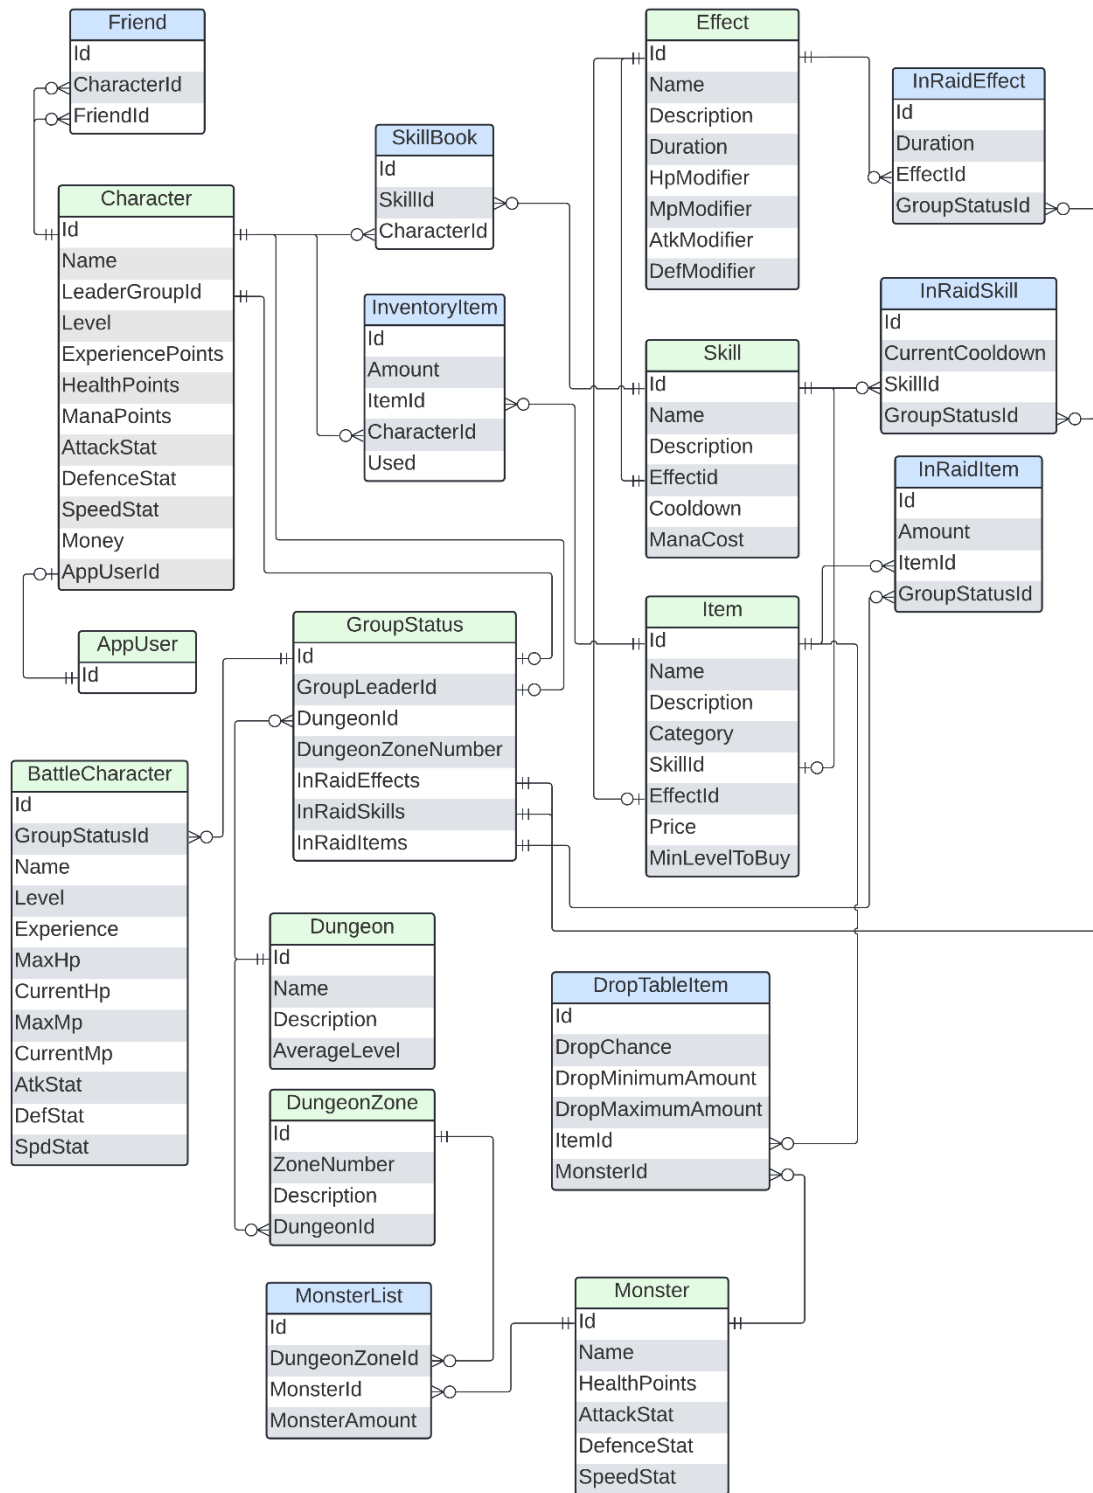 Friend
Id
CharacterId
FriendId
Effect
Id
Name
Description
Duration
HpModifier
MpModifier
AtkModifier
DefModifier
InRaidEffect
Id
Duration
EffectId
GroupStatusId
SkillBook
Id
SkillId
CharacterId
Character
Id
Name
LeaderGroupId
Level
ExperiencePoints
HealthPoints
ManaPoints
AttackStat
DefenceStat
SpeedStat
Money
AppUserId
InventoryItem
Id
Amount
ItemId
CharacterId
Used
Skill
Id
Name
Description
Effectid
Cooldown
ManaCost
InRaidSkill
Id
CurrentCooldown
SkillId
GroupStatusId
InRaidItem
Id
Amount
ItemId
GroupStatusId
AppUser
Id
GroupStatus
Id
GroupLeaderId
DungeonId
DungeonZoneNumber
InRaidEffects
InRaidSkills
InRaidItems
Item
Id
Name
Description
Category
SkillId
EffectId
Price
MinLevelToBuy
BattleCharacter
Id
GroupStatusId
Name
Level
Experience
MaxHp
CurrentHp
MaxMp
CurrentMp
AtkStat
DefStat
SpdStat
Dungeon
Id
Name
Description
AverageLevel
DropTableItem
Id
DropChance
DropMinimumAmount
DropMaximumAmount
ItemId
MonsterId
DungeonZone
Id
ZoneNumber
Description
DungeonId
MonsterList
Id
DungeonZoneId
MonsterId
MonsterAmount
Monster
Id
Name
HealthPoints
AttackStat
DefenceStat
SpeedStat